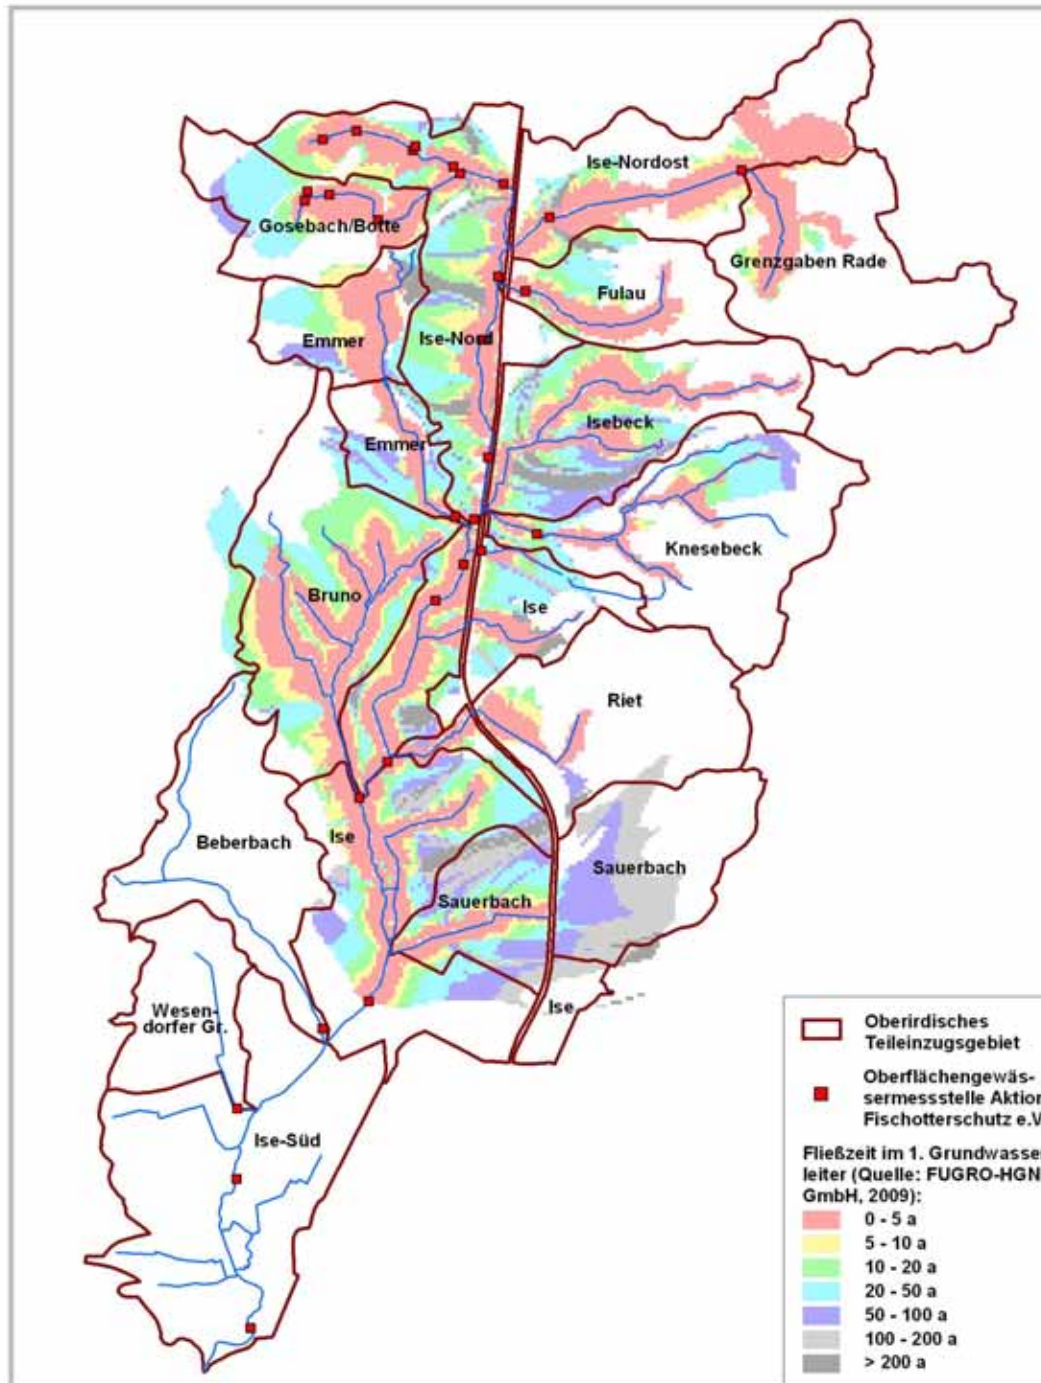 Ise-Nordost
Gosebach/Botte
Grenzgaben Rade
Fulau
Emmer
Ise-Nord
Isebeck
Emmer
Knesebeck
Bruno
Ise
Riet
Beberbach
Ise
Sauerbach
Sauerbach
Wesen-
dorfer Gr.
Ise
Ise-Süd
Oberirdisches
Teileinzugsgebiet
Oberflächengewäs-
sermessstelle Aktion
Fischotterschutz e.V
Fließzeit im 1. Grundwasser
leiter (Quelle: FUGRO-HGN
GmbH, 2009):
0 - 5 a
5 - 10 a
10 - 20 a
20 - 50 a
50 - 100 a
100 - 200 a
> 200 a